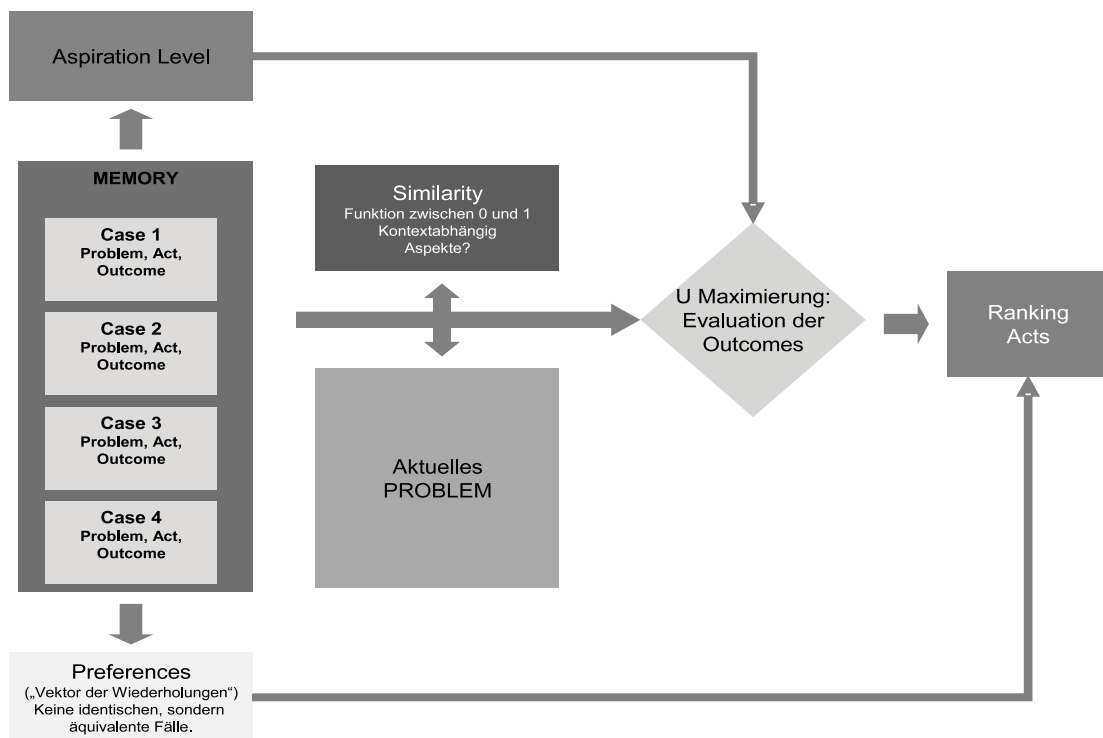 Aspiration Level
MEMORY
Case 1
Problem, Act,
Outcome
Case 2
Problem, Act,
Outcome
Case 3
Problem, Act,
Outcome
Case 4
Problem, Act,
Outcome
Preferences
(„Vektor der Wiederholungen“)
Keine identischen, sondern
äquivalente Fälle.
Similarity
Funktion zwischen 0 und 1
Kontextabhängig
Aspekte?
Aktuelles
PROBLEM
U Maximierung:
Evaluation der
Outcomes
Ranking
Acts